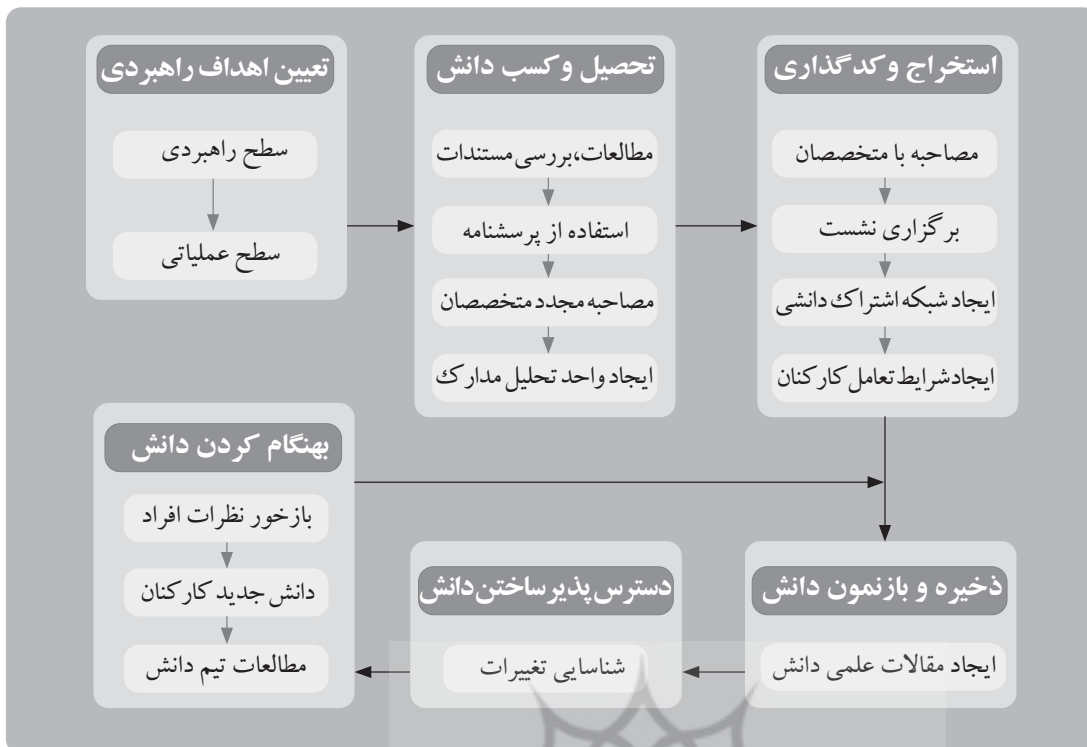 تعیین اهداف راهبردی
سطح راهبردی
سطح عملیاتی
تحصیل و کسب دانش
مطالعات،بررسی مستندات
استفاده از پرسشنامه
مصاحبه مجدد متخصصان
ایجاد واحد تحلیل مدارک
استخراج و کدگذاری
مصاحبه با متخصصان
برگزاری نشست
ایجاد شبکه اشتراک دانشی
ایجادشرایط تعامل کارکنان
ذخیره و بازنمون دانش
ایجاد مقالات علمی دانش
دسترس‌پذیر ساختن دانش
شناسایی تغییرات
بهنگام کردن دانش
بازخور نظرات افراد
دانش جدید کارکنان
مطالعات تیم دانش